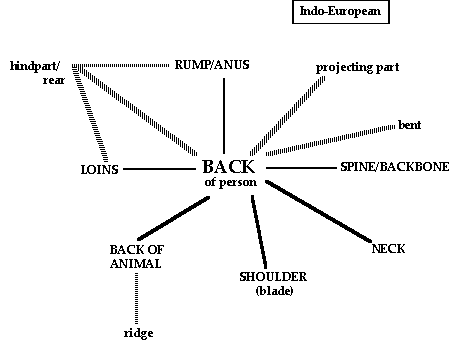 Indo-European
hindpart/
rear
RUMP/ANUS
projecting part
bent
LOINS
BACK
of person
SPINE/BACKBONE
BACK OF
ANIMAL
SHOULDER
(blade)
NECK
ridge